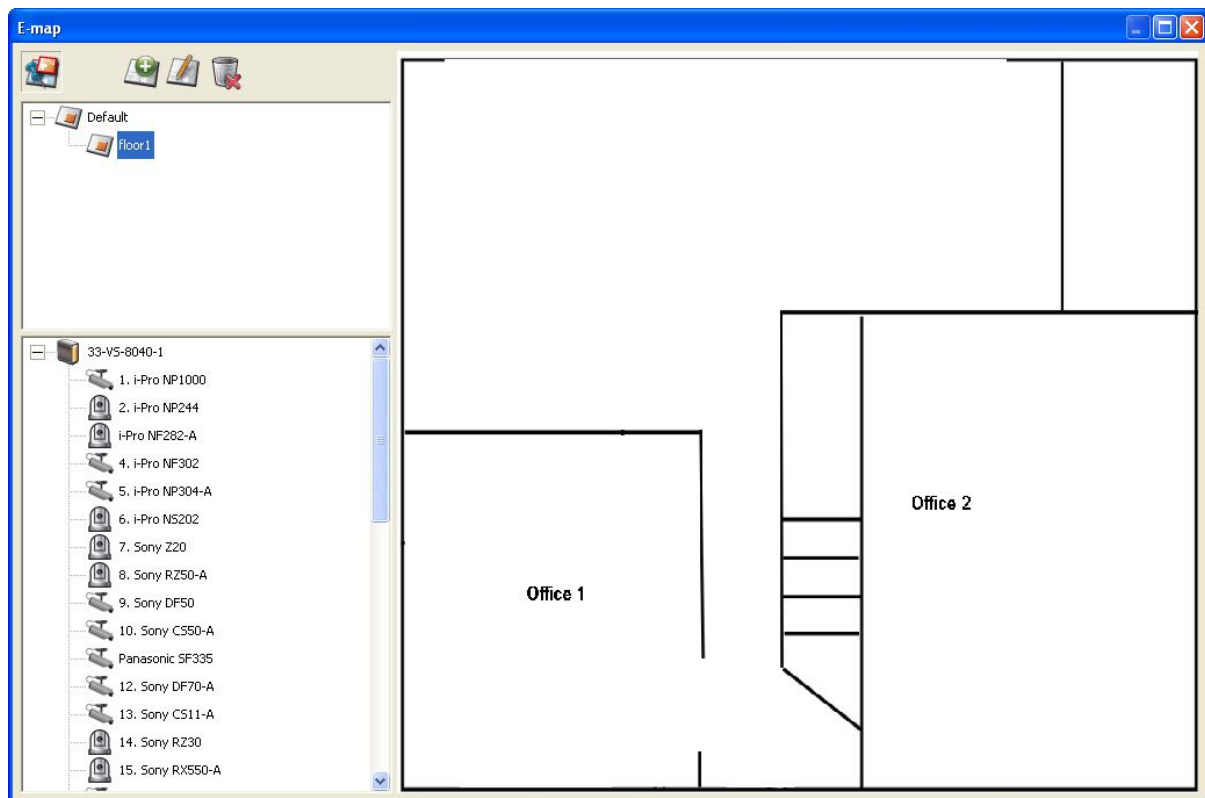 E-map
Default
floor1
33-VS-8040-1
1. i-Pro NP1000
2. i-Pro NP244
i-Pro NF282-A
4. i-Pro NF302
5. i-Pro NP304-A
6. i-Pro NS202
7. Sony Z20
8. Sony RZ50-A
9. Sony DF50
10. Sony CS50-A
Panasonic SF335
12. Sony DF70-A
13. Sony CS11-A
14. Sony RZ30
15. Sony RX550-A
Office 2
Office 1